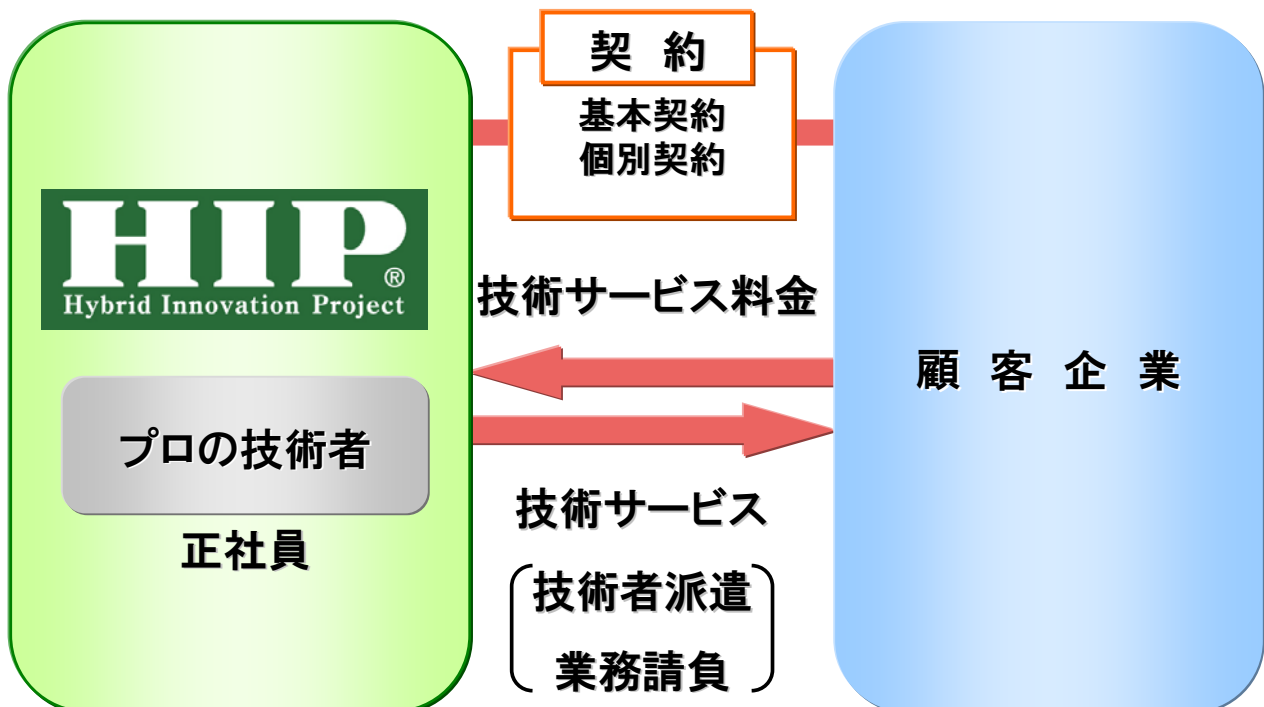 契 約
基本契約
個別契約
HIP®
Hybrid Innovation Project
技術サービス料金
顧 客 企 業
プロの技術者
正社員
技術サービス
技術者派遣
業務請負